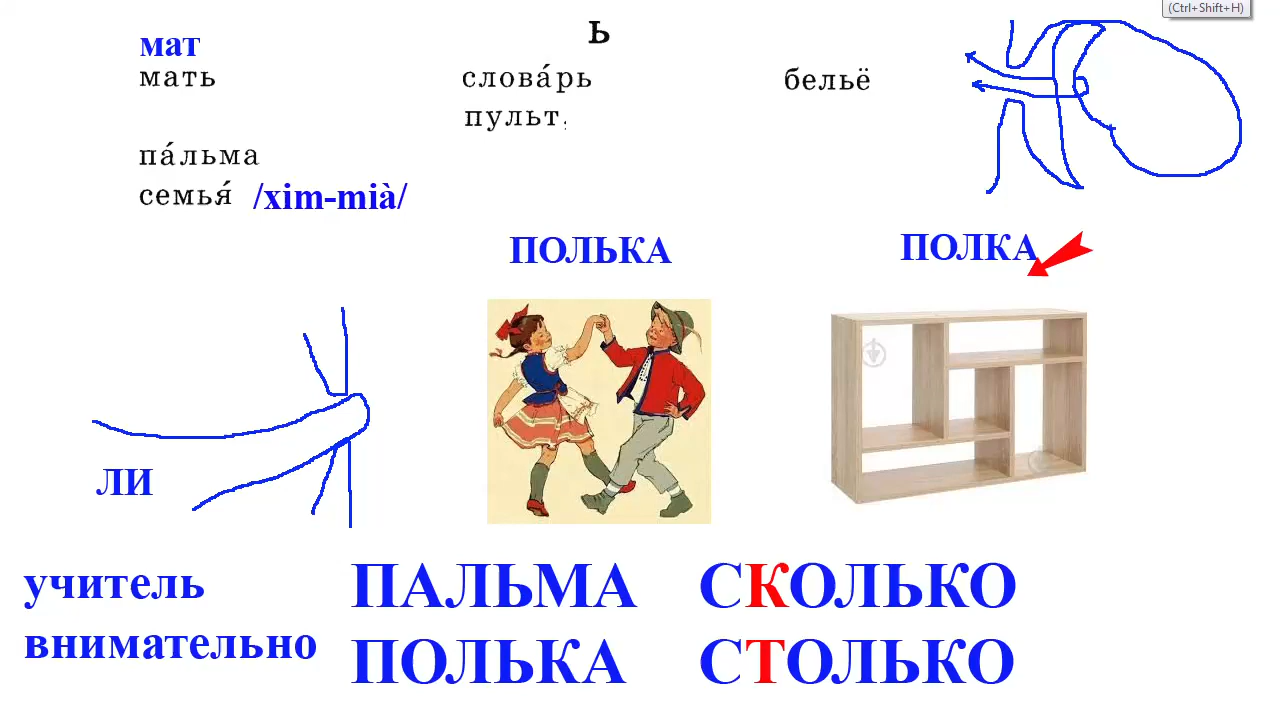 (Ctrl+Shift+H)
ь
мат
мать слова́рь бельё
пульт
па́льма
семья́ /xim-mià/
ПОЛЬКА ПОЛКА
ЛИ
учитель ПАЛЬМА СКОЛЬКО
внимательно ПОЛЬКА СТОЛЬКО